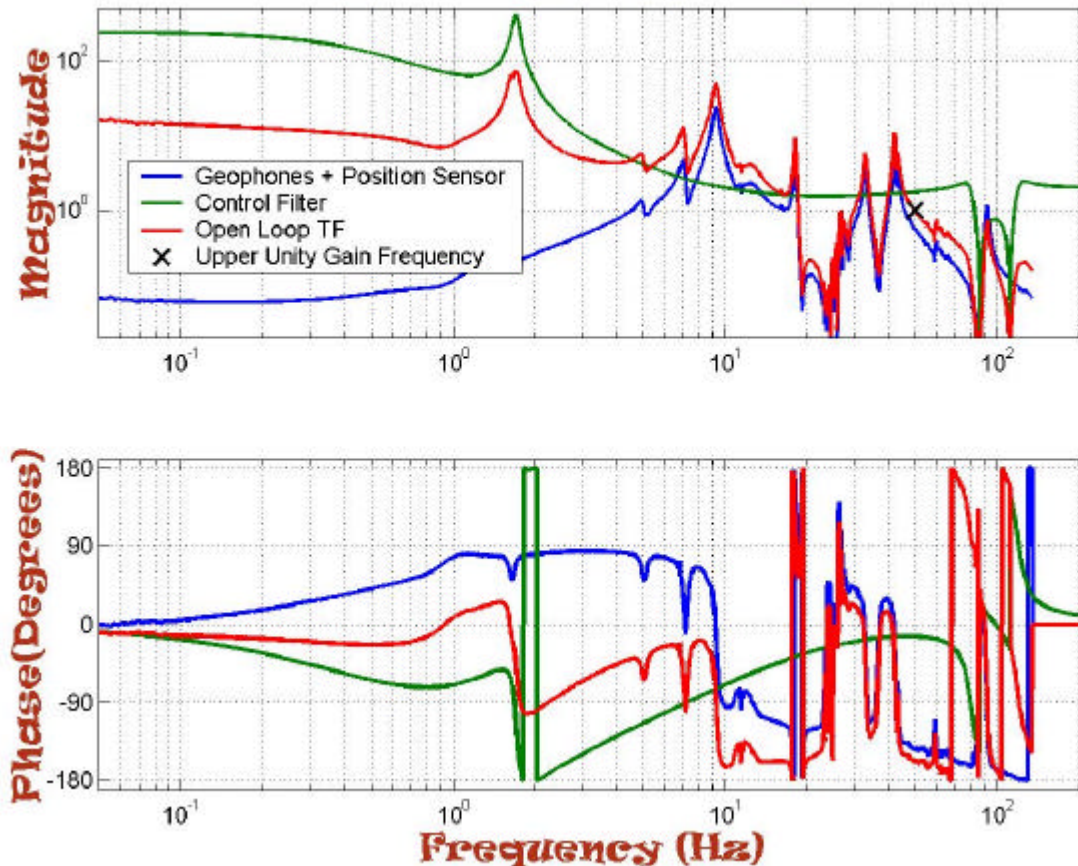 Magnitude
10^2
10^0
Geophones + Position Sensor
Control Filter
Open Loop TF
Upper Unity Gain Frequency
10^-1
10^0
10^1
10^2
Phase(Degrees)
180
90
0
-90
-180
10^-1
10^0
10^1
10^2
Frequency (Hz)